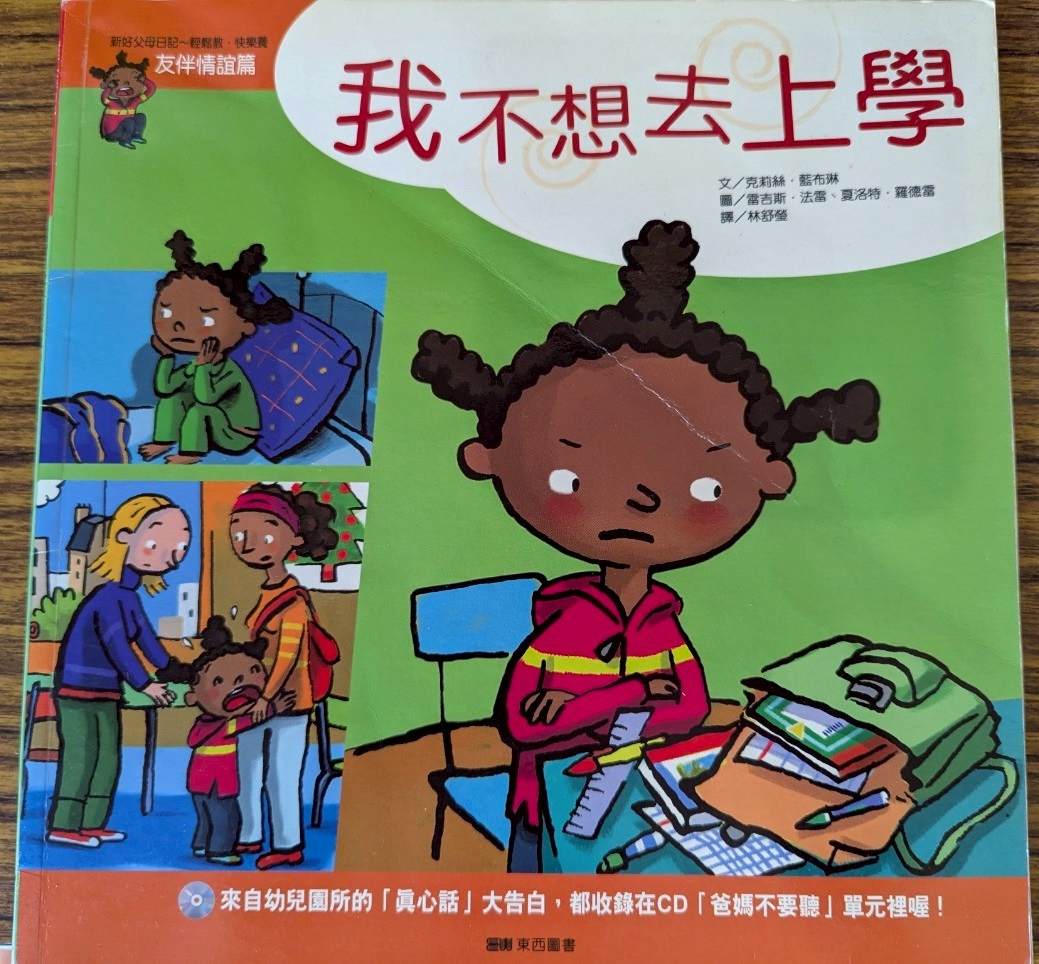 新好父母日記～輕鬆教．快樂養
友伴情誼篇
我不想去上學
文／克莉絲．藍布琳
圖／雷吉斯．法雷、夏洛特．羅德雷
譯／林舒瑩
來自幼兒園所的「真心話」大告白，都收錄在CD「爸媽不要聽」單元裡喔！
東西圖書